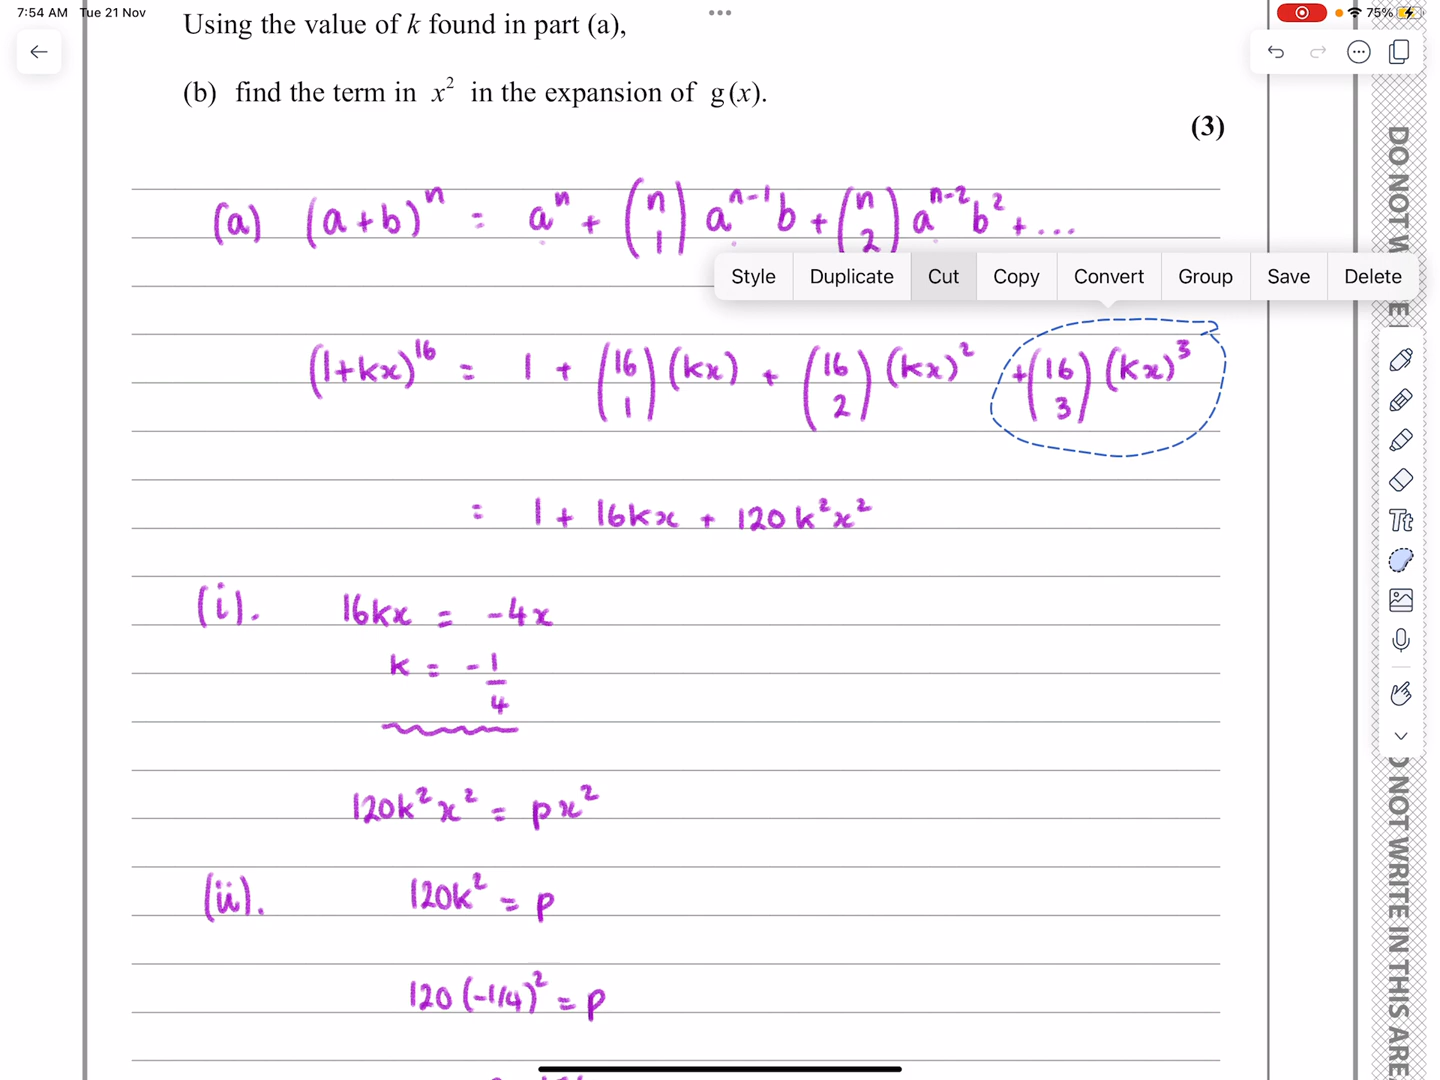 7:54 AM Tue 21 Nov
75%
Using the value of k found in part (a),
(b) find the term in x² in the expansion of g(x).
(3)
(a) (a+b)ⁿ = aⁿ + (n 1) aⁿ⁻¹b + (n 2) aⁿ⁻²b² + ...
Style Duplicate Cut Copy Convert Group Save Delete
(1+kx)¹⁶ = 1 + (16 1) (kx) + (16 2) (kx)² + (16 3) (kx)³
= 1 + 16kx + 120k²x²
(i). 16kx = -4x
k = -1/4
120k²x² = px²
(ii). 120k² = p
120(-1/4)² = p
DO NOT W
E I
Tt
O NOT WRITE IN THIS ARE